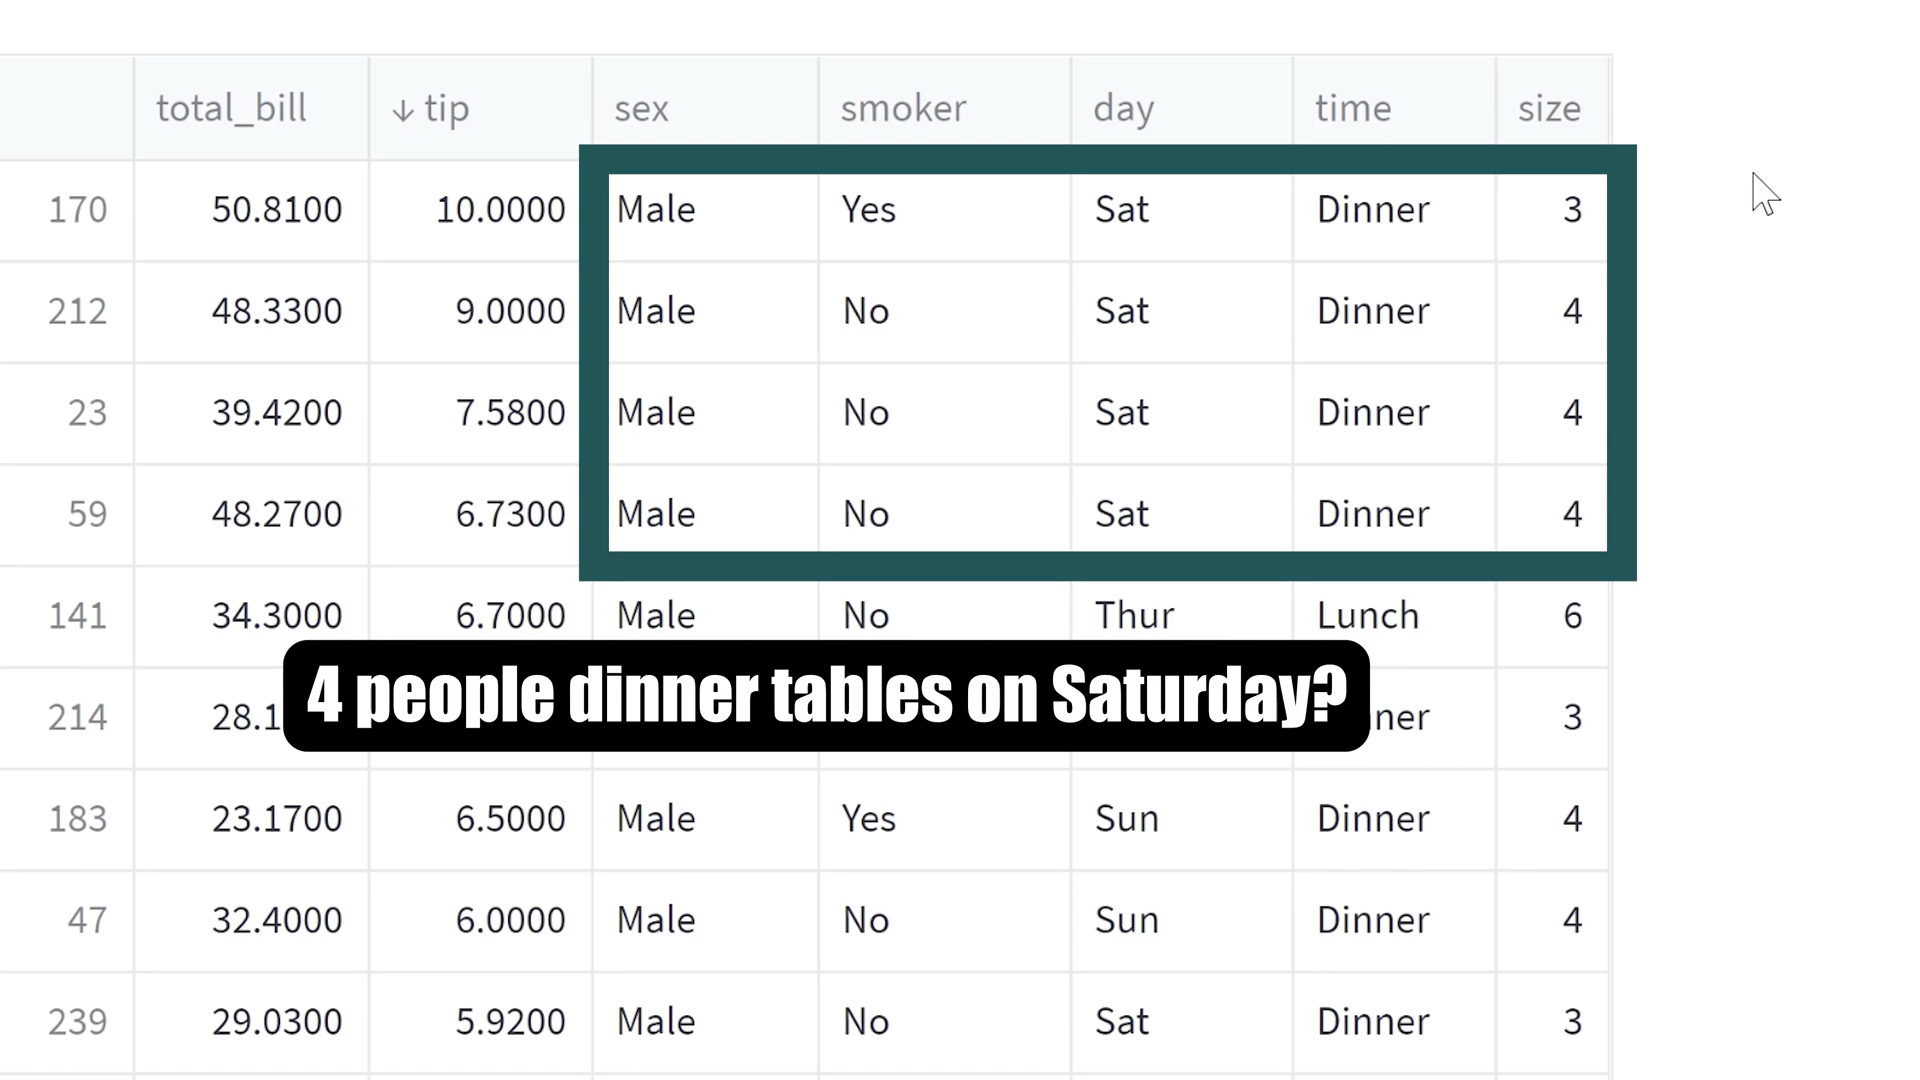 total_bill ↓ tip sex smoker day time size
170 50.8100 10.0000 Male Yes Sat Dinner 3
212 48.3300 9.0000 Male No Sat Dinner 4
23 39.4200 7.5800 Male No Sat Dinner 4
59 48.2700 6.7300 Male No Sat Dinner 4
141 34.3000 6.7000 Male No Thur Lunch 6
4 people dinner tables on Saturday?
214 28.1 3
183 23.1700 6.5000 Male Yes Sun Dinner 4
47 32.4000 6.0000 Male No Sun Dinner 4
239 29.0300 5.9200 Male No Sat Dinner 3